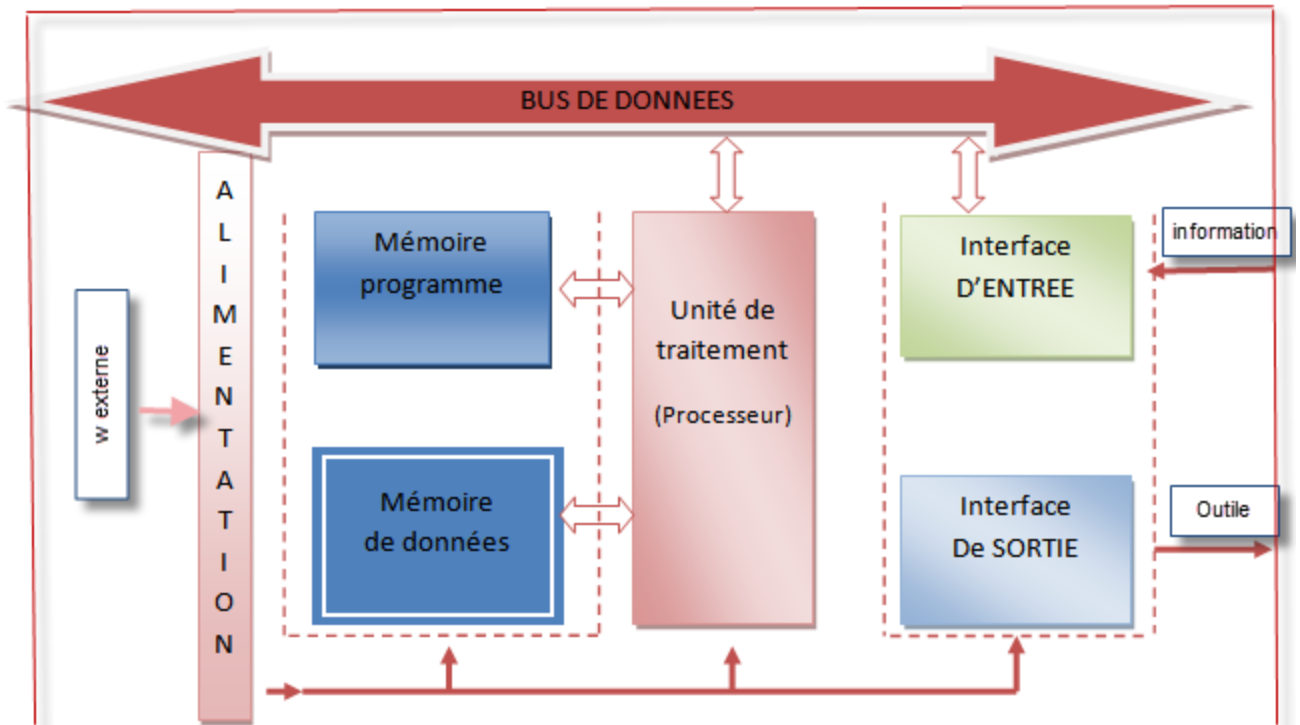 BUS DE DONNEES
ALIMENTATION
w externe
Mémoire
programme
Mémoire
de données
Unité de
traitement
(Processeur)
Interface
D'ENTREE
Interface
De SORTIE
information
Outile